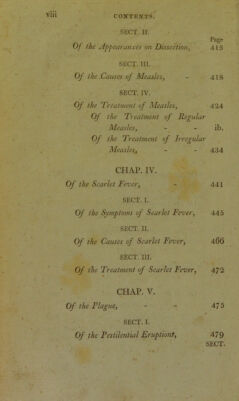 viii CONTENTS.
SECT. II.
Page
Of the Appearances on Dissection, 415
SECT. III.
Of the Causes of Measles, - 418
SECT. IV.
Of the Treatment of Measles, 424
Of the Treatment of Regular
Measles, - - ib.
Of the Treatment of Irregular
Measles, - - 434
CHAP. IV.
Of the Scarlet Fever, - 441
SECT. I.
Of the Symptoms of Scarlet Fever, 445
SECT. II.
Of the Causes of Scarlet Fever, 466
SECT. III.
Of the Treatment of Scarlet Fever, 472
CHAP. V.
Of the Plague, - - 475
SECT. I.
Of the Pestilential Eruptions, 479
SECT.